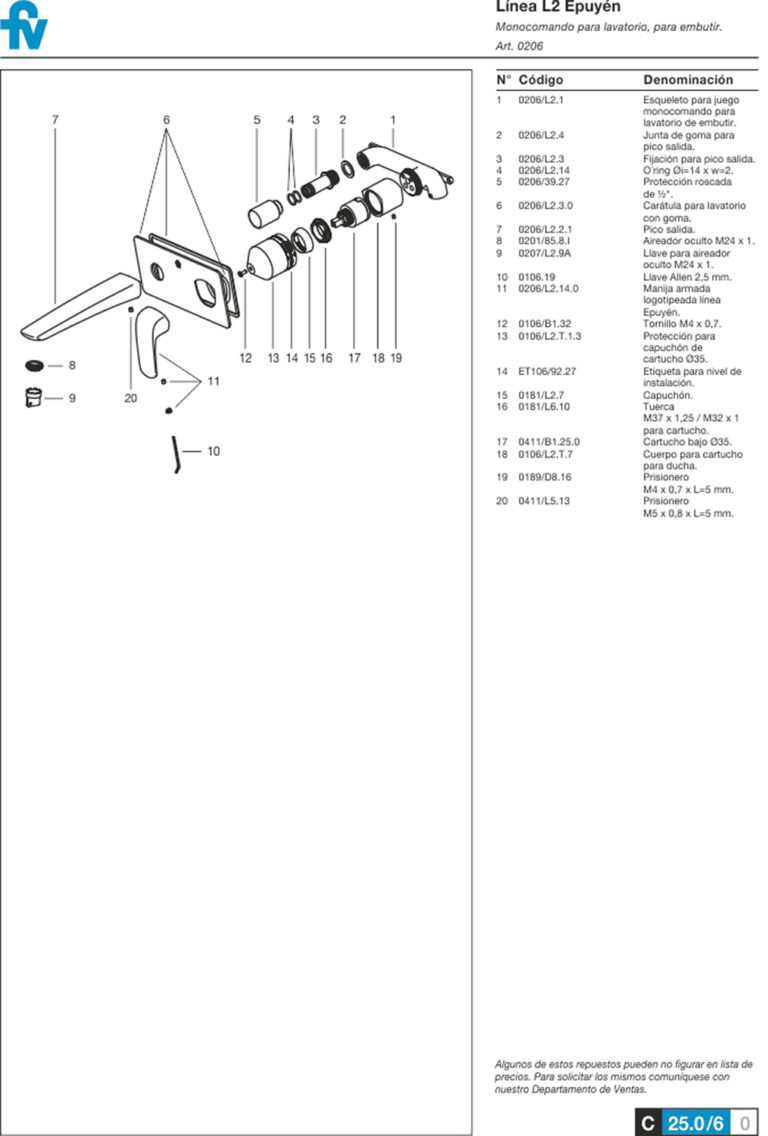 fv
Línea L2 Epuyén
Monocomando para lavatorio, para embutir.
Art. 0206
7 6 5 4 3 2 1
12 13 14 15 16 17 18 19
8
9
20
11
10
N° Código Denominación
1 0206/L2.1 Esqueleto para juego
monocomando para
lavatorio de embutir.
2 0206/L2.4 Junta de goma para
pico salida.
3 0206/L2.3 Fijación para pico salida.
4 0206/L2.14 O´ring Øi=14 x w=2.
5 0206/39.27 Protección roscada
de ½".
6 0206/L2.3.0 Carátula para lavatorio
con goma.
7 0206/L2.2.1 Pico salida.
8 0201/85.8.I Aireador oculto M24 x 1.
9 0207/L2.9A Llave para aireador
oculto M24 x 1.
10 0106.19 Llave Allen 2,5 mm.
11 0206/L2.14.0 Manija armada
logotipeada línea
Epuyén.
12 0106/B1.32 Tornillo M4 x 0,7.
13 0106/L2.T.1.3 Protección para
capuchón de
cartucho Ø35.
14 ET106/92.27 Etiqueta para nivel de
instalación.
15 0181/L2.7 Capuchón.
16 0181/L6.10 Tuerca
M37 x 1,25 / M32 x 1
para cartucho.
17 0411/B1.25.0 Cartucho bajo Ø35.
18 0106/L2.T.7 Cuerpo para cartucho
para ducha.
19 0189/D8.16 Prisionero
M4 x 0,7 x L=5 mm.
20 0411/L5.13 Prisionero
M5 x 0,8 x L=5 mm.
Algunos de estos repuestos pueden no figurar en lista de
precios. Para solicitar los mismos comuníquese con
nuestro Departamento de Ventas.
C 25.0/6 0